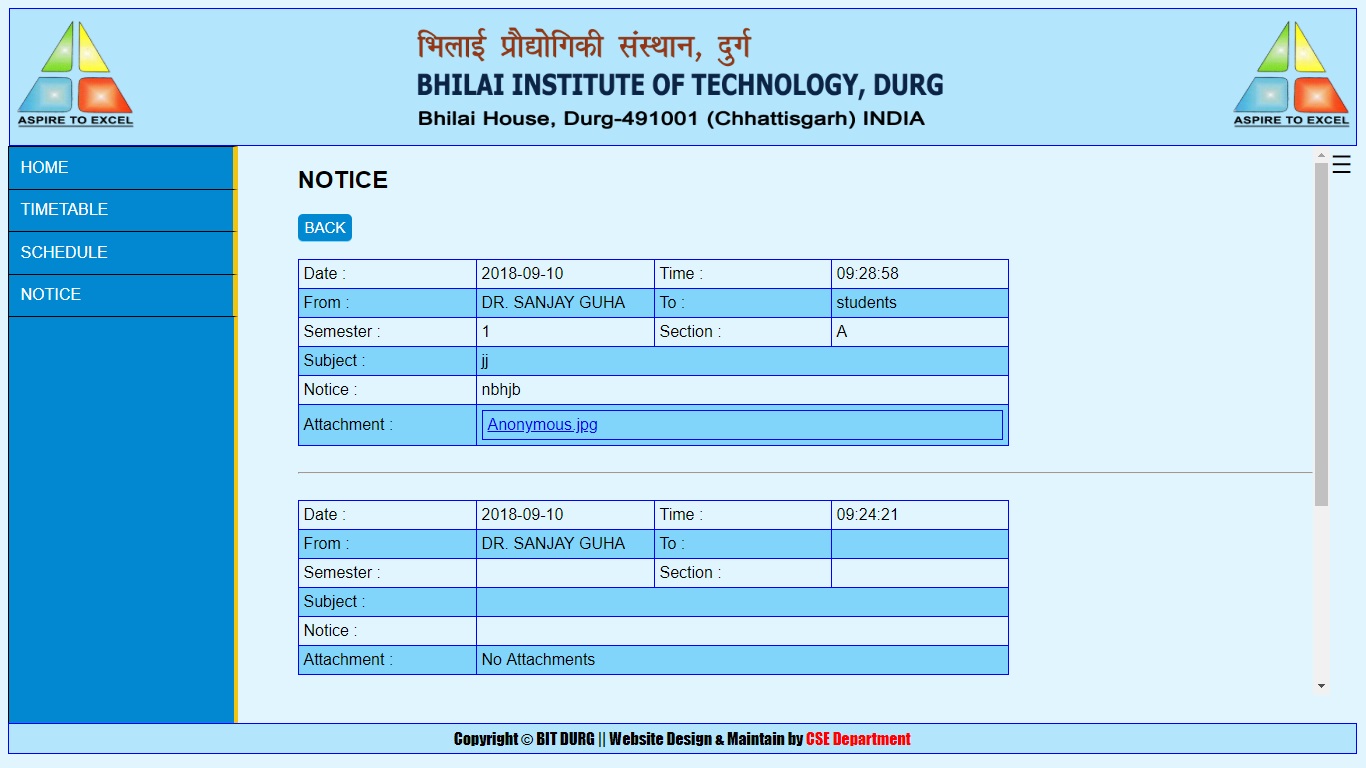 ASPIRE TO EXCEL
भिलाई प्रौद्योगिकी संस्थान, दुर्ग
BHILAI INSTITUTE OF TECHNOLOGY, DURG
Bhilai House, Durg-491001 (Chhattisgarh) INDIA
ASPIRE TO EXCEL
HOME
TIMETABLE
SCHEDULE
NOTICE
NOTICE
BACK
Date : 2018-09-10 Time : 09:28:58
From : DR. SANJAY GUHA To : students
Semester : 1 Section : A
Subject : jj
Notice : nbhjb
Attachment : Anonymous.jpg
Date : 2018-09-10 Time : 09:24:21
From : DR. SANJAY GUHA To :
Semester : Section :
Subject :
Notice :
Attachment : No Attachments
Copyright © BIT DURG || Website Design & Maintain by CSE Department